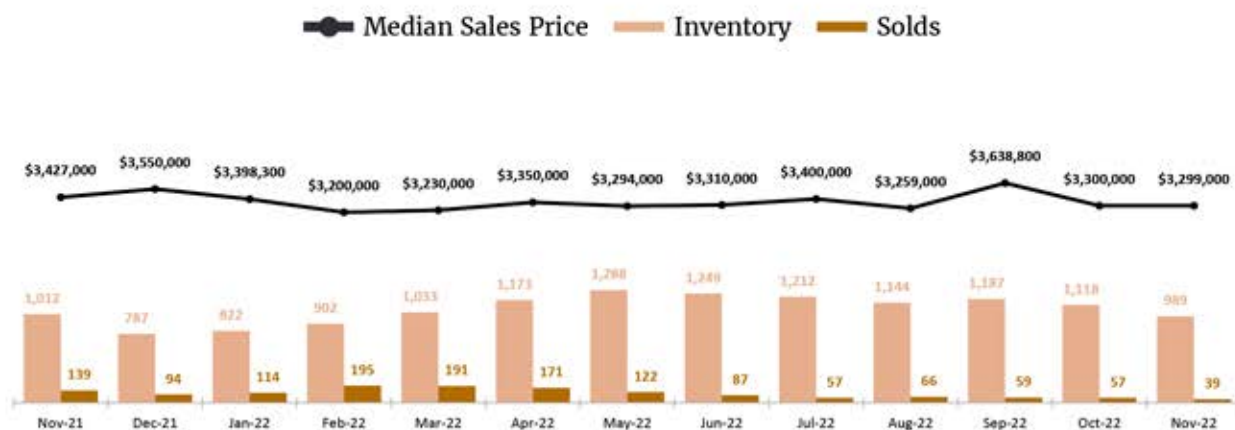 Median Sales Price Inventory Solds
$3,427,000 $3,550,000 $3,398,300 $3,200,000 $3,230,000 $3,350,000 $3,294,000 $3,310,000 $3,400,000 $3,259,000 $3,638,800 $3,300,000 $3,299,000
1,012 787 822 902 1,033 1,173 1,288 1,249 1,212 1,144 1,187 1,118 989
139 94 114 195 191 171 122 87 57 66 59 57 39
Nov-21 Dec-21 Jan-22 Feb-22 Mar-22 Apr-22 May-22 Jun-22 Jul-22 Aug-22 Sep-22 Oct-22 Nov-22